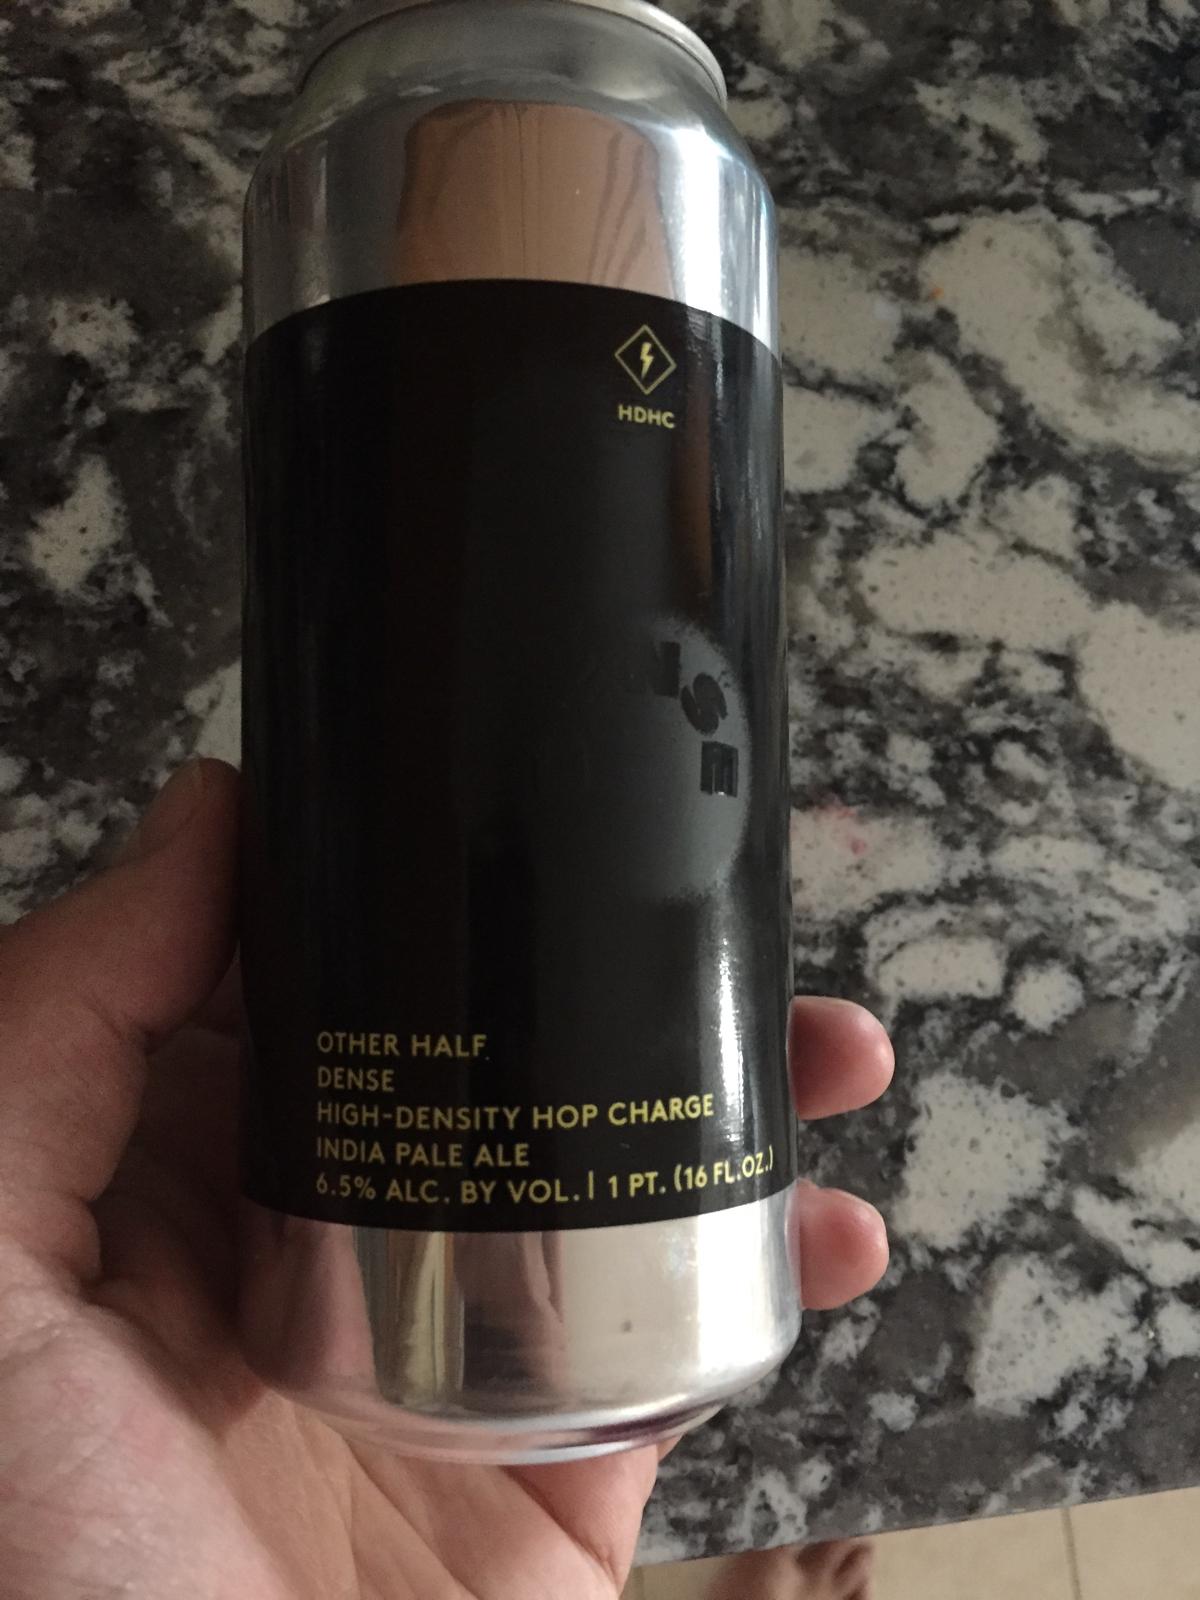 HDHC
NSE
OTHER HALF
DENSE
HIGH-DENSITY HOP CHARGE
INDIA PALE ALE
6.5% ALC. BY VOL. | 1 PT. (16 FL.OZ.)